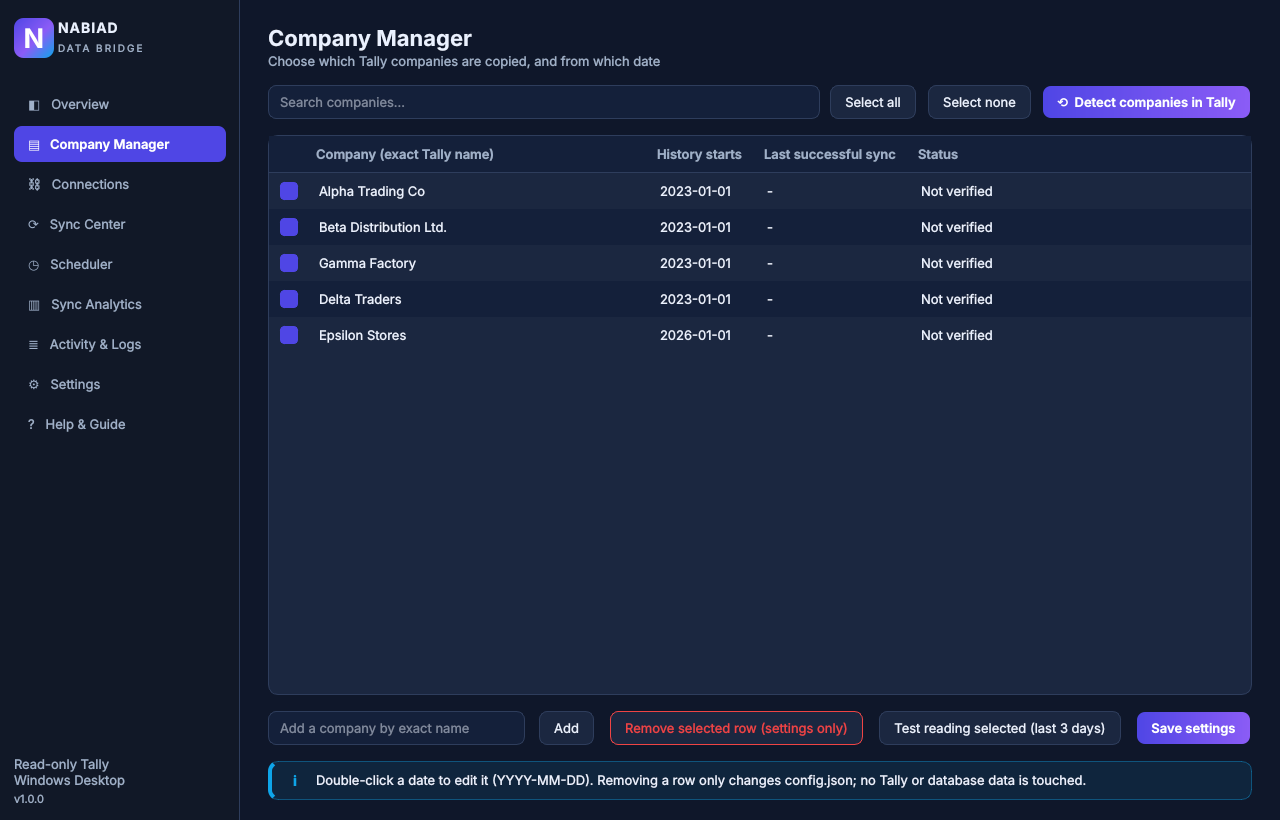 NABIAD
DATA BRIDGE
Overview
Company Manager
Connections
Sync Center
Scheduler
Sync Analytics
Activity & Logs
Settings
? Help & Guide
Read-only Tally
Windows Desktop
v1.0.0
Company Manager
Choose which Tally companies are copied, and from which date
Search companies... Select all Select none Detect companies in Tally
Company (exact Tally name) History starts Last successful sync Status
Alpha Trading Co 2023-01-01 - Not verified
Beta Distribution Ltd. 2023-01-01 - Not verified
Gamma Factory 2023-01-01 - Not verified
Delta Traders 2023-01-01 - Not verified
Epsilon Stores 2026-01-01 - Not verified
Add a company by exact name Add Remove selected row (settings only) Test reading selected (last 3 days) Save settings
i Double-click a date to edit it (YYYY-MM-DD). Removing a row only changes config.json; no Tally or database data is touched.